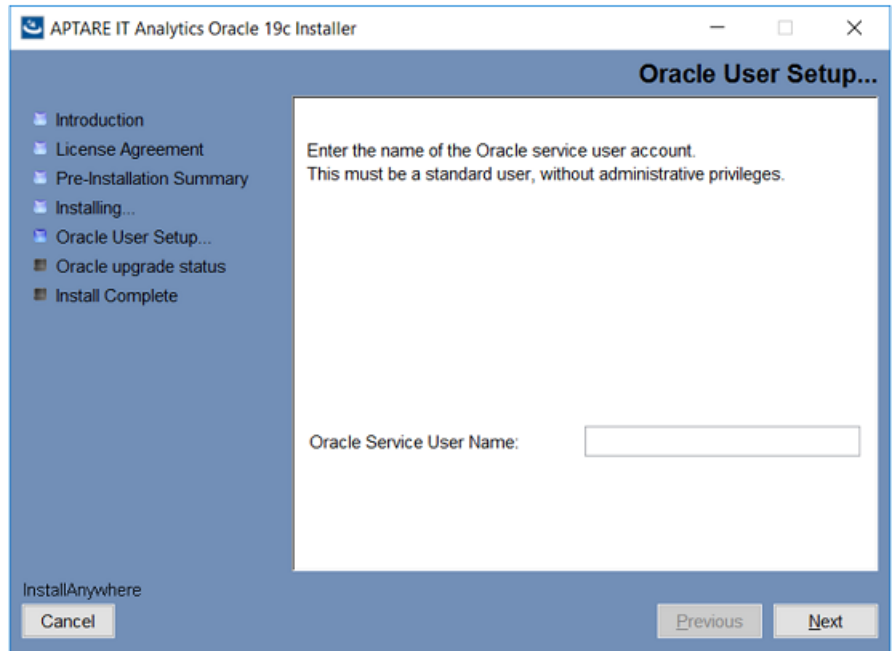 APTARE IT Analytics Oracle 19c Installer
Oracle User Setup...
Introduction
License Agreement
Pre-Installation Summary
Installing...
Oracle User Setup...
Oracle upgrade status
Install Complete
Enter the name of the Oracle service user account.
This must be a standard user, without administrative privileges.
Oracle Service User Name:
InstallAnywhere
Cancel
Previous
Next